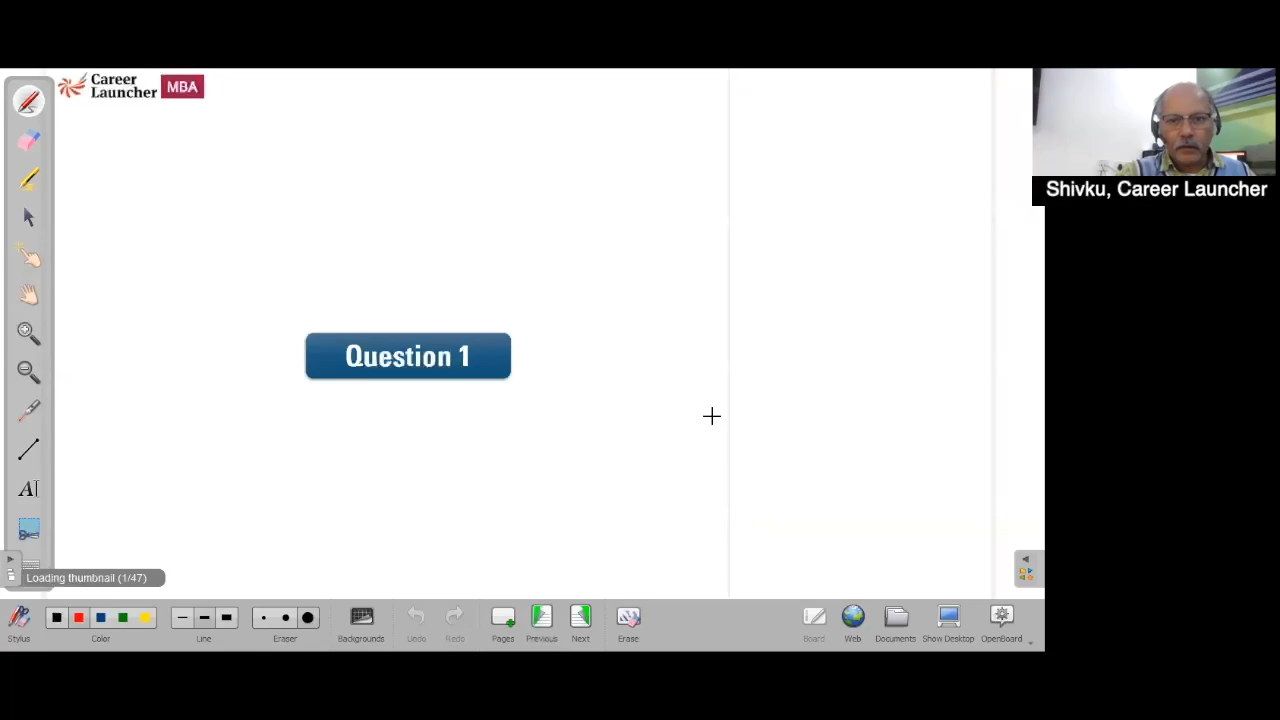 Career
Launcher MBA
Shivku, Career Launcher
Question 1
A
Loading thumbnail (1/47)
Stylus
Color
Line
Eraser
Backgrounds
Undo
Redo
Pages
Previous
Next
Erase
Board
Web
Documents
Show Desktop
OpenBoard